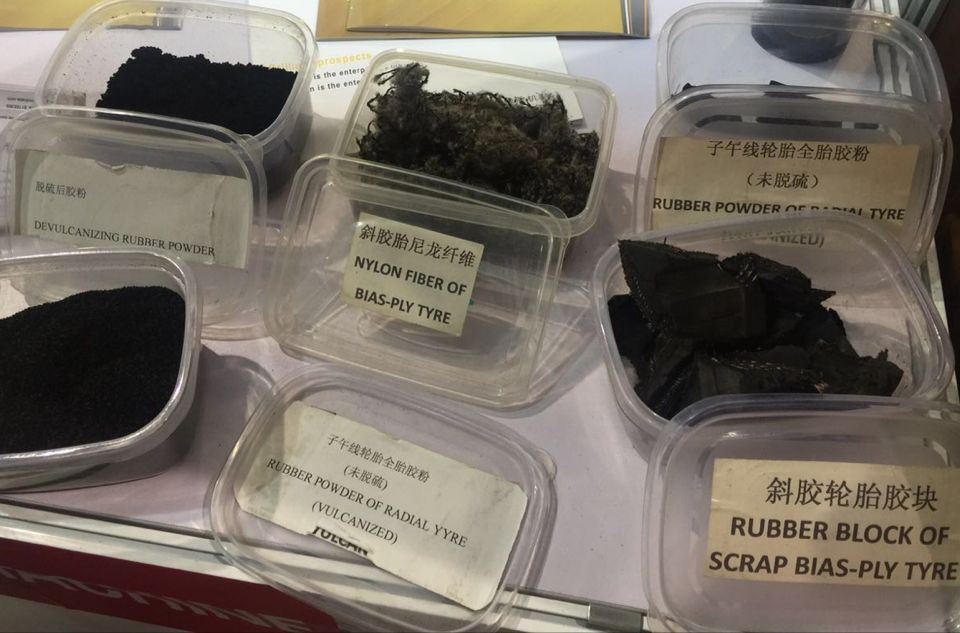 prospects
is the enterp
n is the ente
脱硫后胶粉
DEVULCANIZING RUBBER POWDER
斜胶胎尼龙纤维
NYLON FIBER OF
BIAS-PLY TYRE
子午线轮胎全胎胶粉
(未脱硫)
RUBBER POWDER OF RADIAL TYRE
CANIZED)
子午线轮胎全胎胶粉
(未脱硫)
RUBBER POWDER OF RADIAL YYRE
(VULCANIZED)
VULCAN
斜胶轮胎胶块
RUBBER BLOCK OF
SCRAP BIAS-PLY TYRE